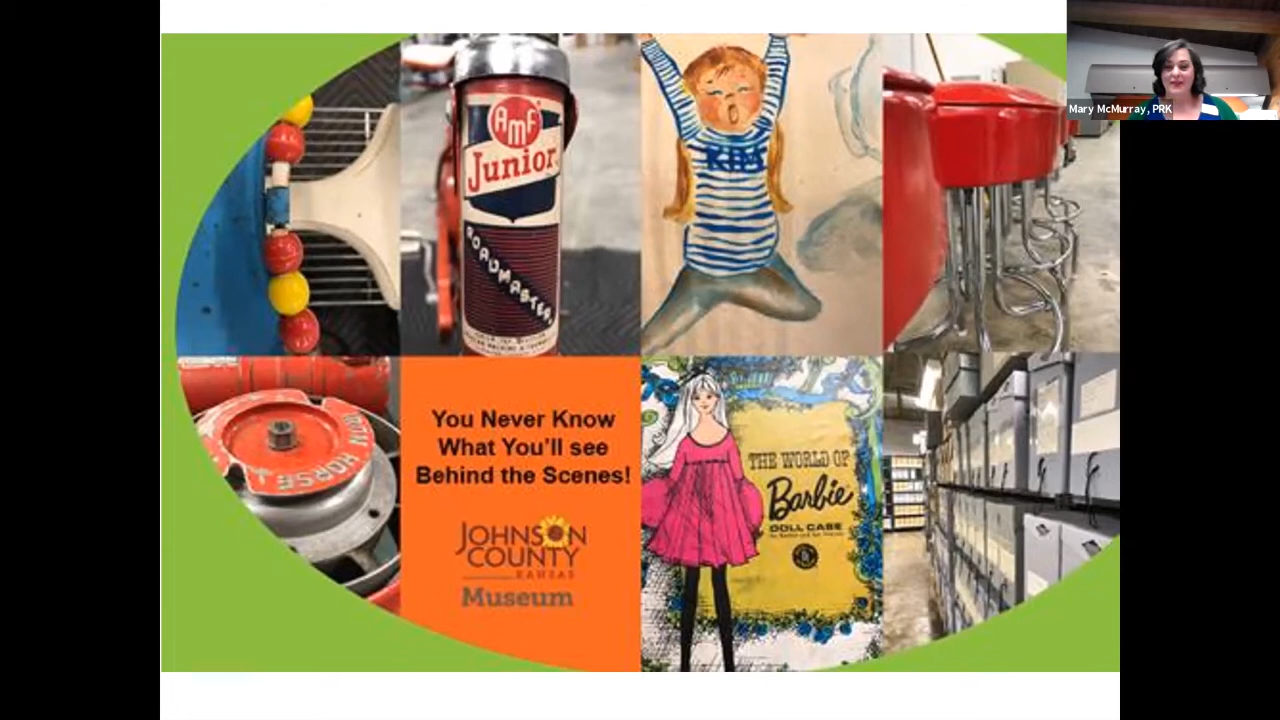 Mary McMurray, PRK
AMF
Junior
ROADMASTER
KIM
IRON HORSE
You Never Know
What You'll see
Behind the Scenes!
JOHNSON
COUNTY
KANSAS
Museum
THE WORLD OF
Barbie
DOLL CASE